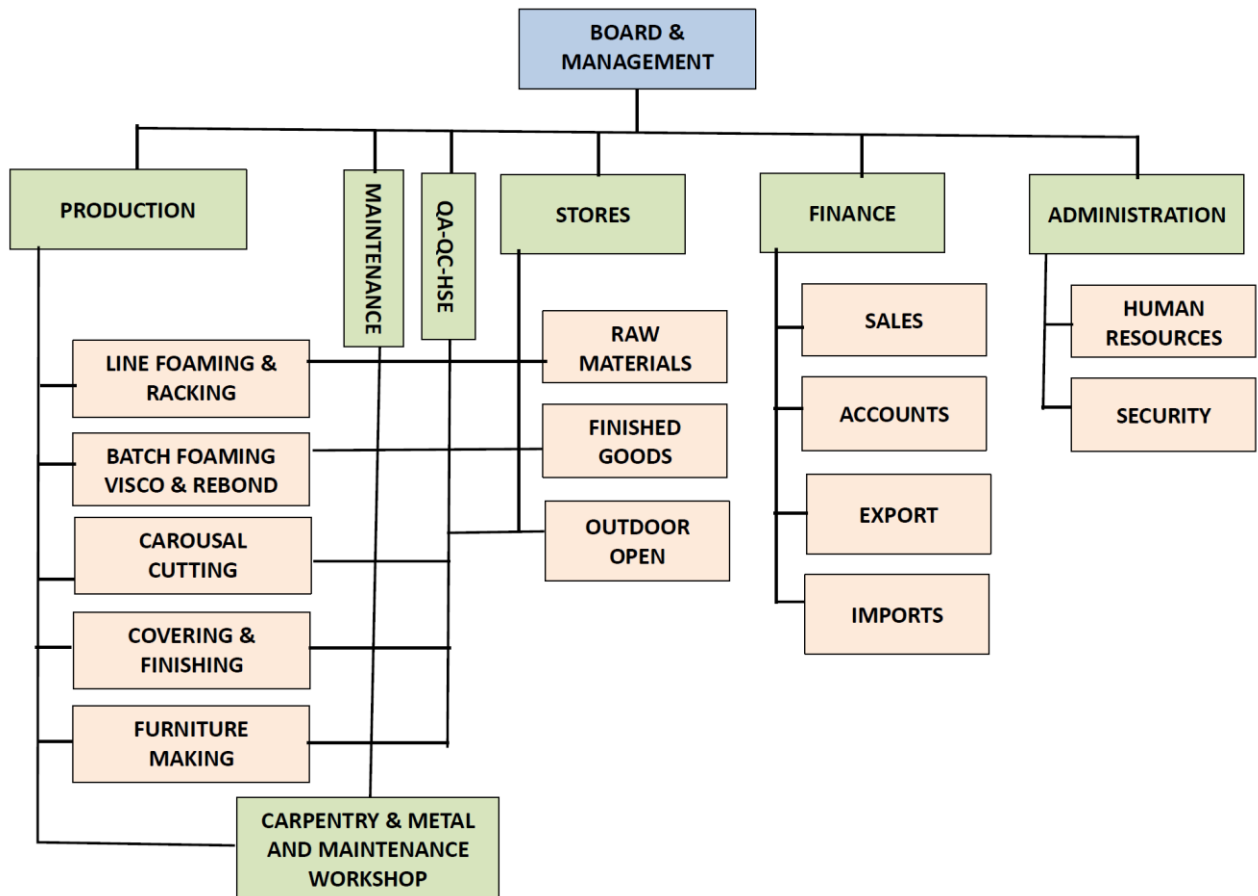 BOARD &
MANAGEMENT
PRODUCTION
MAINTENANCE
QA-QC-HSE
STORES
FINANCE
ADMINISTRATION
LINE FOAMING &
RACKING
BATCH FOAMING
VISCO & REBOND
CAROUSAL
CUTTING
COVERING &
FINISHING
FURNITURE
MAKING
CARPENTRY & METAL
AND MAINTENANCE
WORKSHOP
RAW
MATERIALS
FINISHED
GOODS
OUTDOOR
OPEN
SALES
ACCOUNTS
EXPORT
IMPORTS
HUMAN
RESOURCES
SECURITY